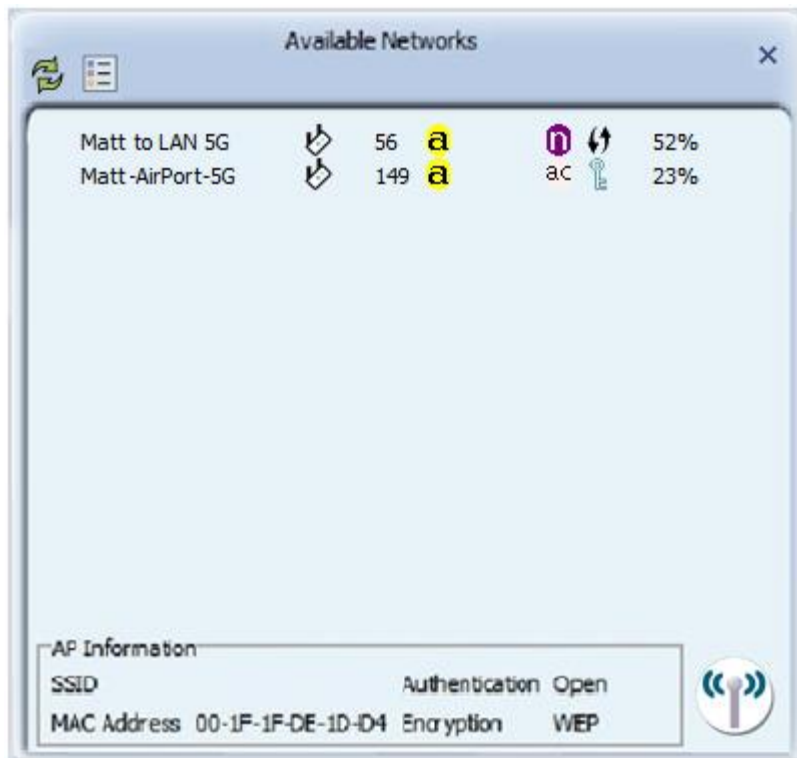 Available Networks
Matt to LAN 5G 56 a n 52%
Matt-AirPort-5G 149 a ac 23%
AP Information
SSID Authentication Open
MAC Address 00-1F-1F-DE-1D-D4 Encryption WEP